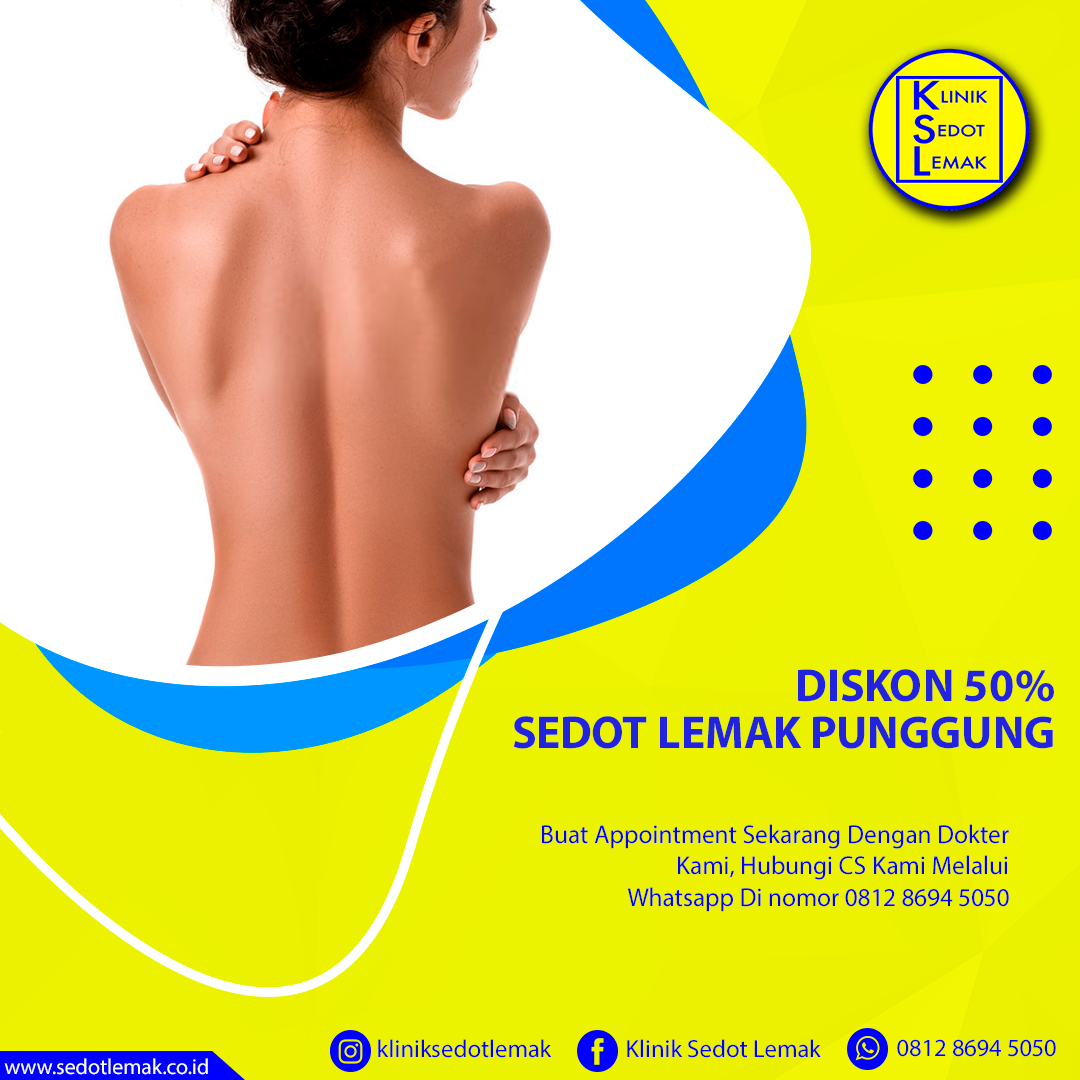 KLINIK
SEDOT
LEMAK
DISKON 50%
SEDOT LEMAK PUNGGUNG
Buat Appointment Sekarang Dengan Dokter
Kami, Hubungi CS Kami Melalui
Whatsapp Di nomor 0812 8694 5050
www.sedotlemak.co.id
kliniksedotlemak
Klinik Sedot Lemak
0812 8694 5050